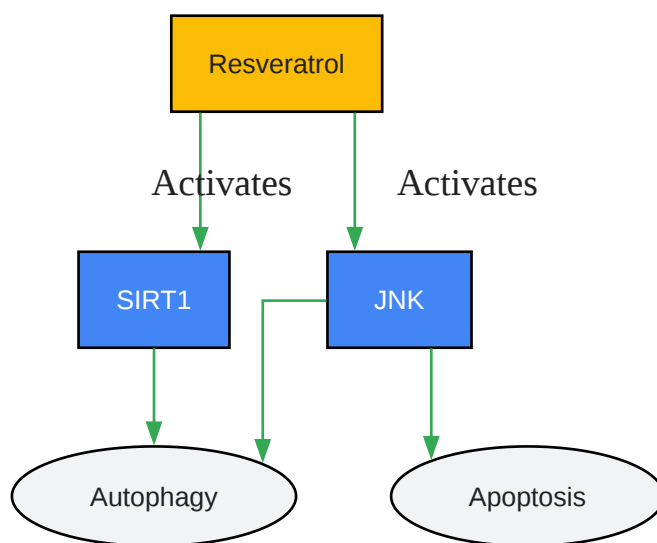 Resveratrol
Activates
Activates
SIRT1
JNK
Autophagy
Apoptosis